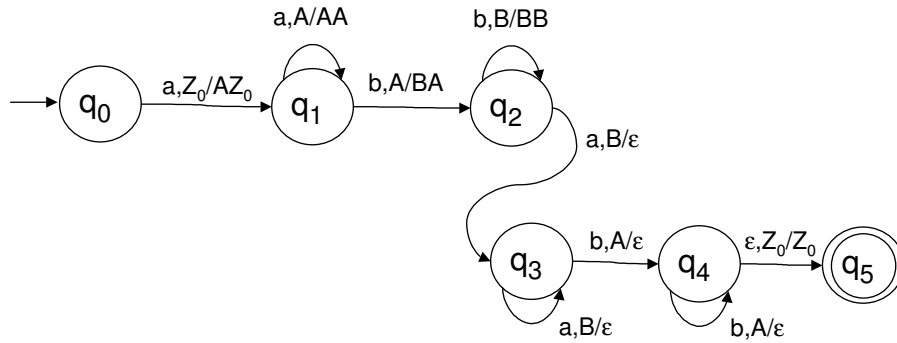 a,A/AA
b,B/BB
q₀
a,Z₀/AZ₀
q₁
b,A/BA
q₂
a,B/ε
q₃
b,A/ε
q₄
ε,Z₀/Z₀
q₅
a,B/ε
b,A/ε